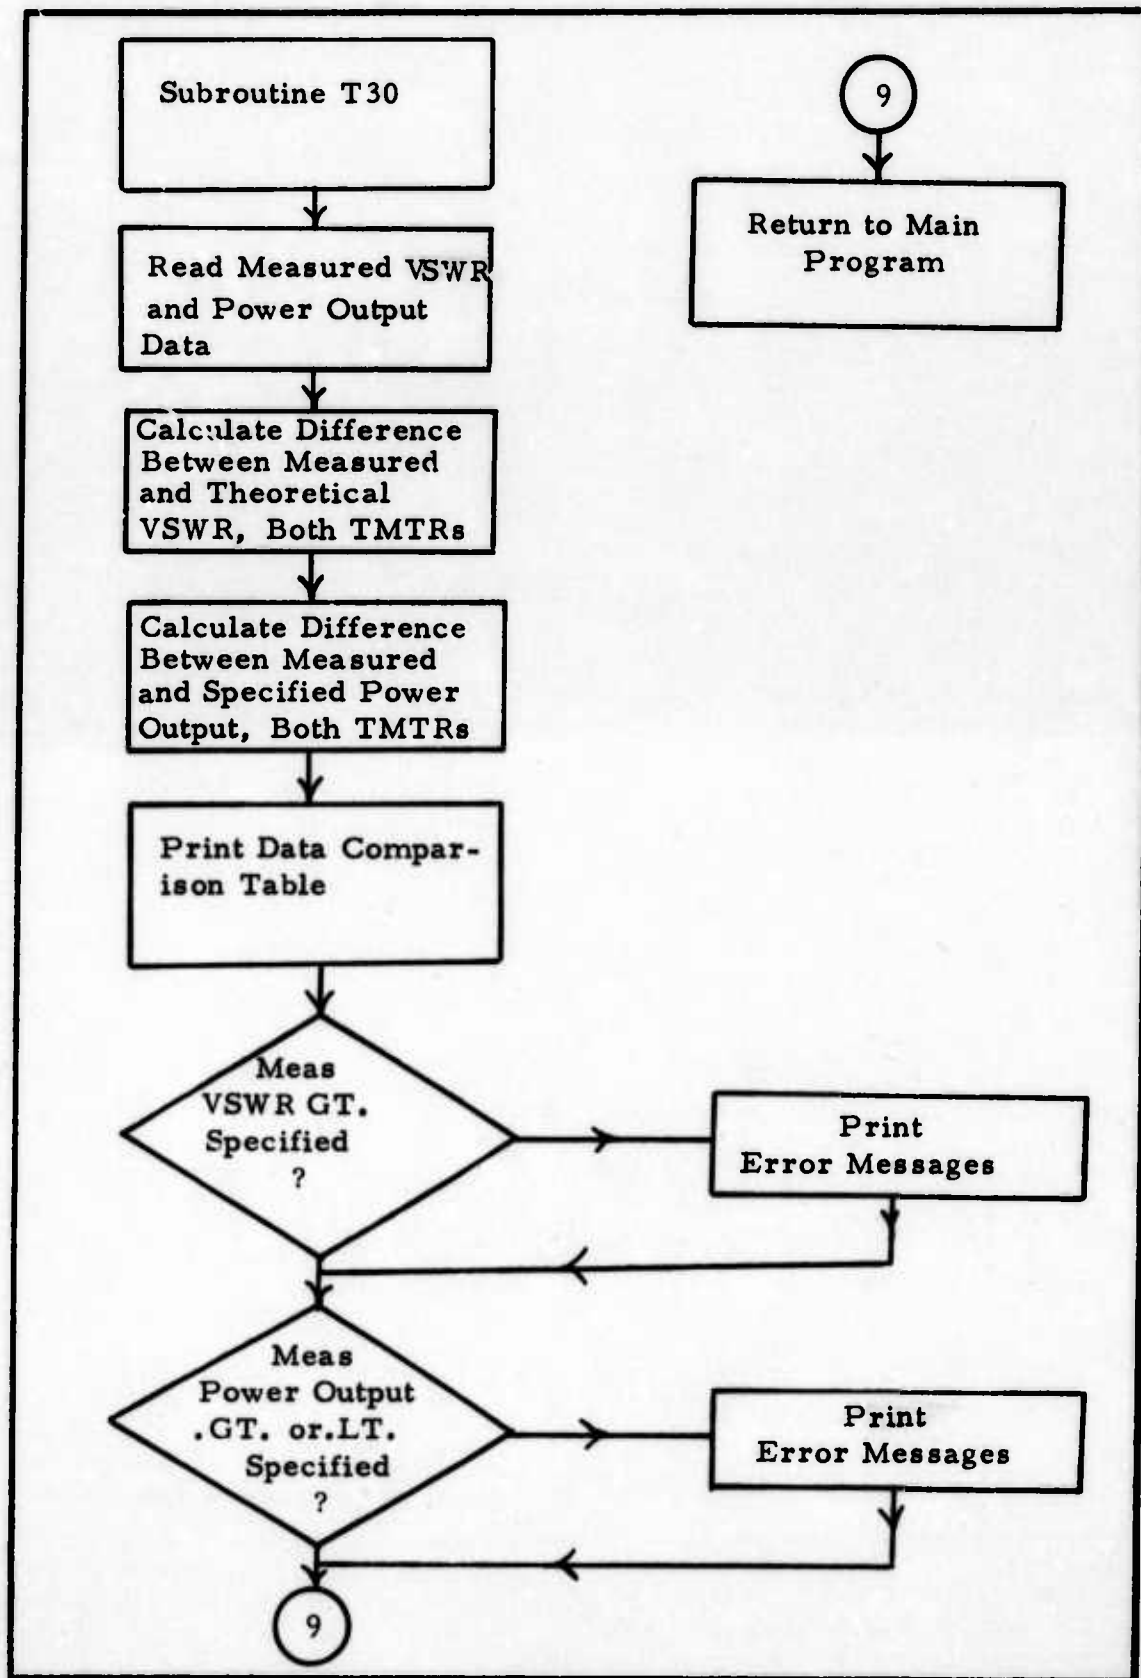 Subroutine T30
Read Measured VSWR
and Power Output
Data
Calculate Difference
Between Measured
and Theoretical
VSWR, Both TMTRs
Calculate Difference
Between Measured
and Specified Power
Output, Both TMTRs
Print Data Compar-
ison Table
Meas
VSWR GT.
Specified
?
Print
Error Messages
Meas
Power Output
.GT. or.LT.
Specified
?
Print
Error Messages
9
9
Return to Main
Program